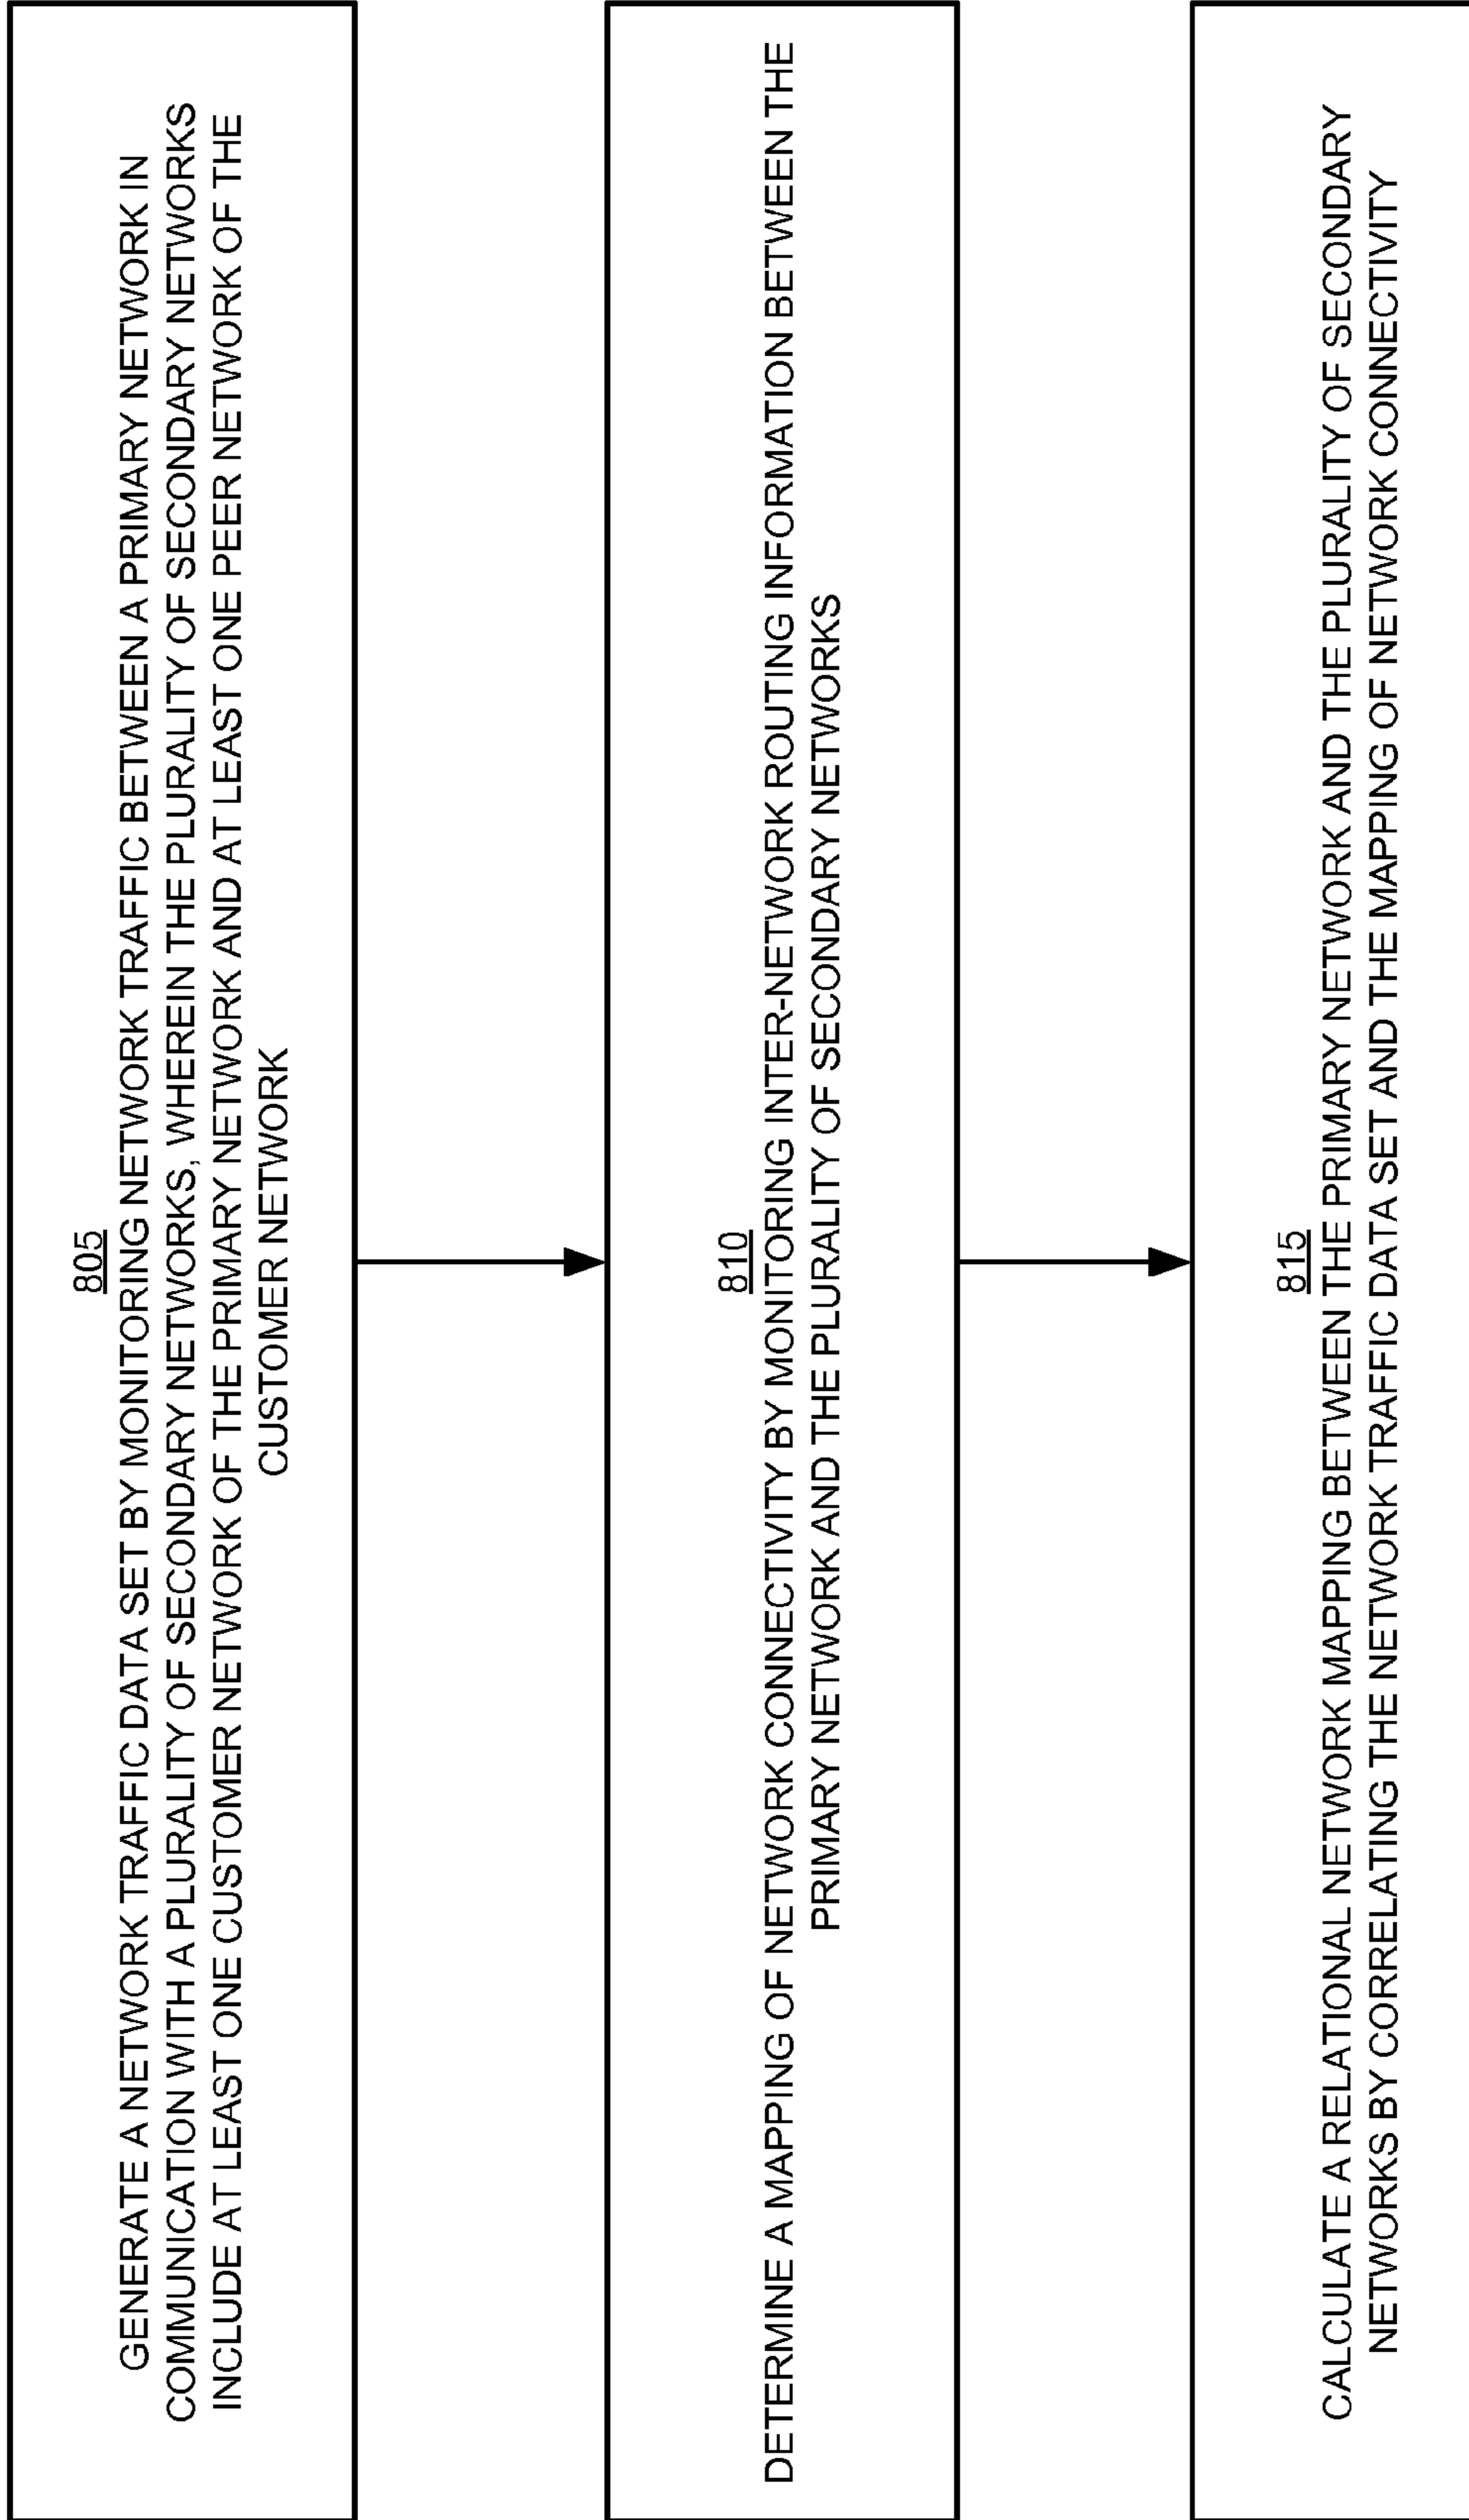 805
GENERATE A NETWORK TRAFFIC DATA SET BY MONITORING NETWORK TRAFFIC BETWEEN A PRIMARY NETWORK IN
COMMUNICATION WITH A PLURALITY OF SECONDARY NETWORKS, WHEREIN THE PLURALITY OF SECONDARY NETWORKS
INCLUDE AT LEAST ONE CUSTOMER NETWORK OF THE PRIMARY NETWORK AND AT LEAST ONE PEER NETWORK OF THE
CUSTOMER NETWORK
810
DETERMINE A MAPPING OF NETWORK CONNECTIVITY BY MONITORING INTER-NETWORK ROUTING INFORMATION BETWEEN THE
PRIMARY NETWORK AND THE PLURALITY OF SECONDARY NETWORKS
815
CALCULATE A RELATIONAL NETWORK MAPPING BETWEEN THE PRIMARY NETWORK AND THE PLURALITY OF SECONDARY
NETWORKS BY CORRELATING THE NETWORK TRAFFIC DATA SET AND THE MAPPING OF NETWORK CONNECTIVITY